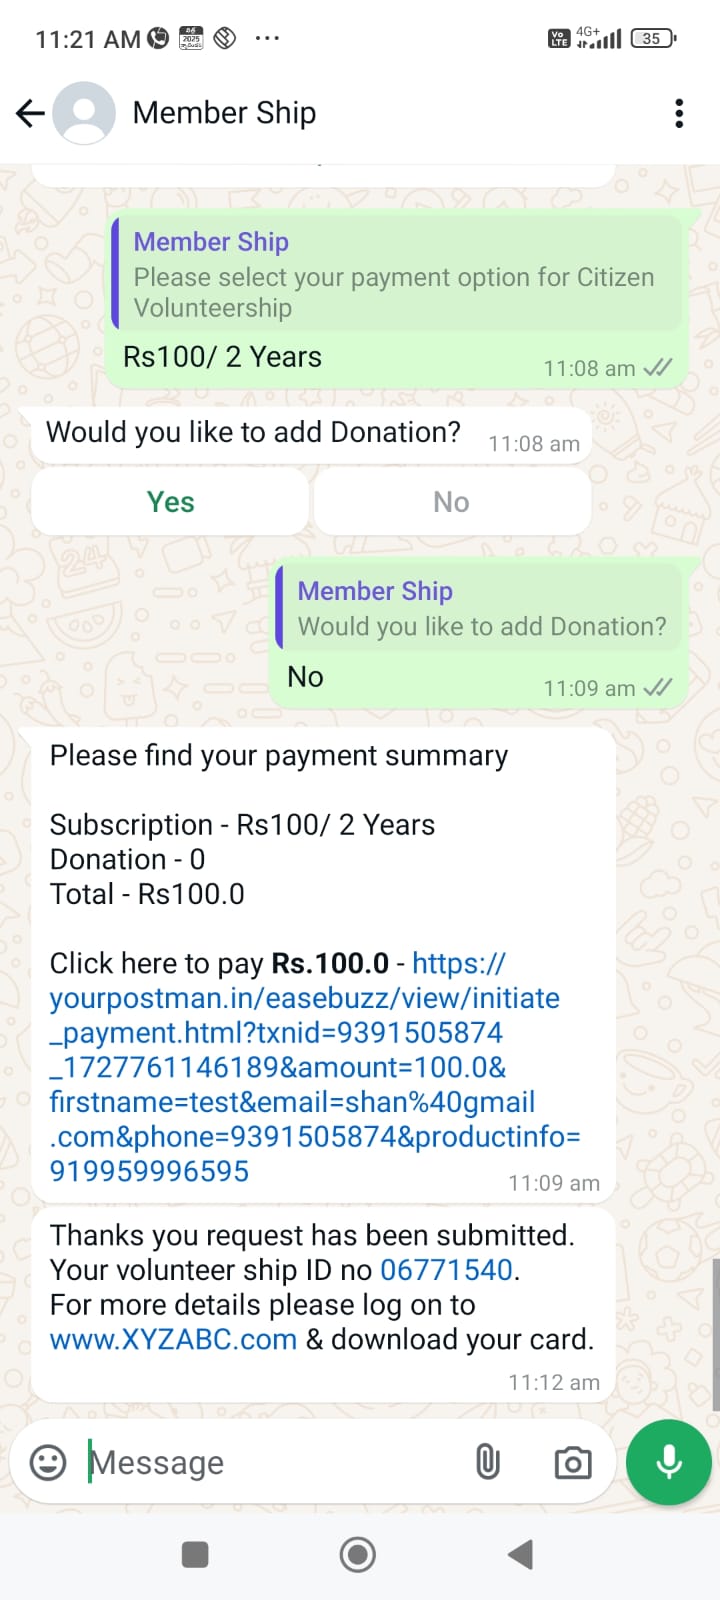 11:21 AM
2025
Vo
LTE
4G+
35
Member Ship
Member Ship
Please select your payment option for Citizen
Volunteership
Rs100/ 2 Years
11:08 am
Would you like to add Donation?
11:08 am
Yes
No
Member Ship
Would you like to add Donation?
No
11:09 am
Please find your payment summary
Subscription - Rs100/ 2 Years
Donation - 0
Total - Rs100.0
Click here to pay Rs.100.0 - https://
yourpostman.in/easebuzz/view/initiate
_payment.html?txnid=9391505874
_1727761146189&amount=100.0&
firstname=test&email=shan%40gmail
.com&phone=9391505874&productinfo=
919959996595
11:09 am
Thanks you request has been submitted.
Your volunteer ship ID no 06771540.
For more details please log on to
www.XYZABC.com & download your card.
11:12 am
Message